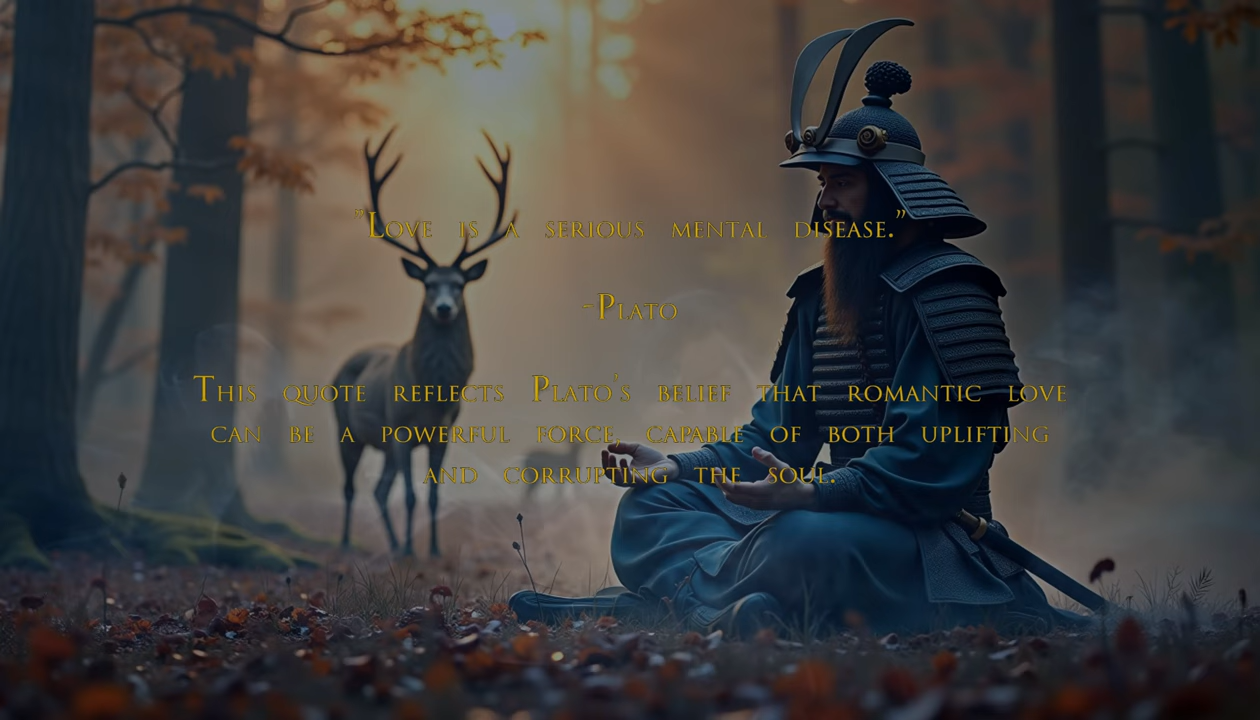 "Love is a serious mental disease."
-Plato
This quote reflects Plato's belief that romantic love
can be a powerful force, capable of both uplifting
and corrupting the soul.